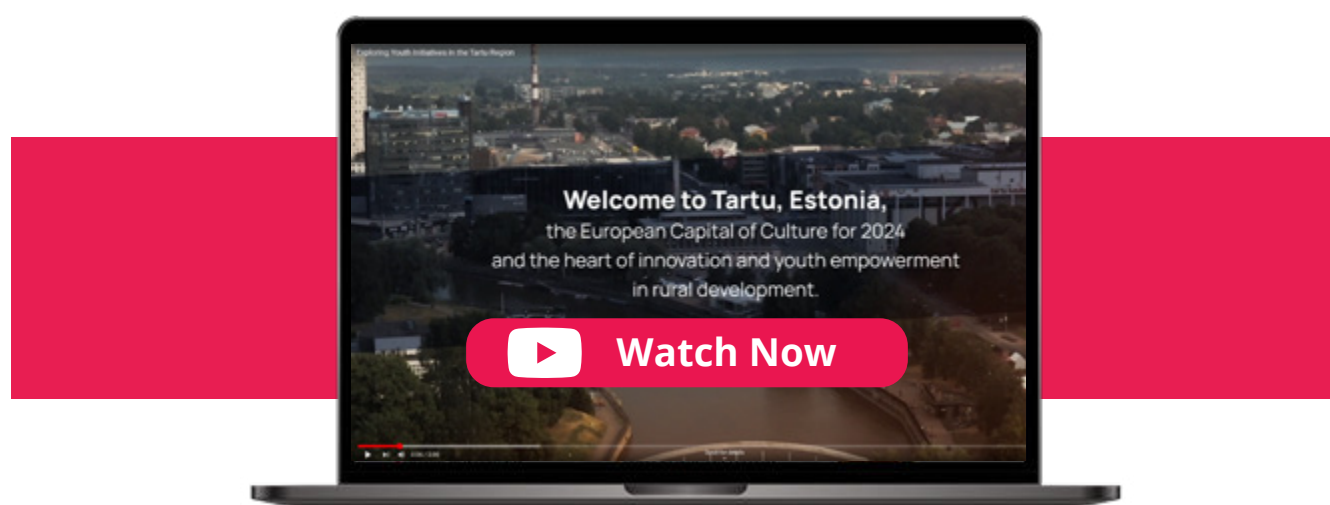 Exploring Youth Initiatives in the Tartu Region
Welcome to Tartu, Estonia,
the European Capital of Culture for 2024
and the heart of innovation and youth empowerment
in rural development.
Watch Now